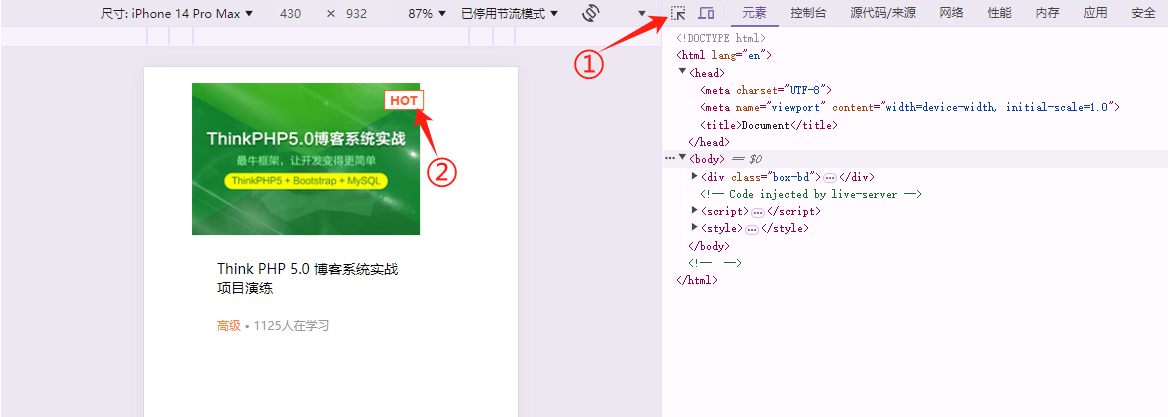 尺寸: iPhone 14 Pro Max ▼ 430 × 932 87% ▼ 已停用节流模式 ▼
元素 控制台 源代码/来源 网络 性能 内存 应用 安全
①
HOT
ThinkPHP5.0博客系统实战
最牛框架，让开发变得更简单
ThinkPHP5 + Bootstrap + MySQL
②
Think PHP 5.0 博客系统实战
项目演练
高级 • 1125人在学习
<!DOCTYPE html>
<html lang="en">
▼<head>
<meta charset="UTF-8">
<meta name="viewport" content="width=device-width, initial-scale=1.0">
<title>Document</title>
</head>
••• ▼<body> == $0
▶<div class="box-bd">…</div>
<!-- Code injected by live-server -->
▶<script>…</script>
▶<style>…</style>
</body>
<!-- -->
</html>